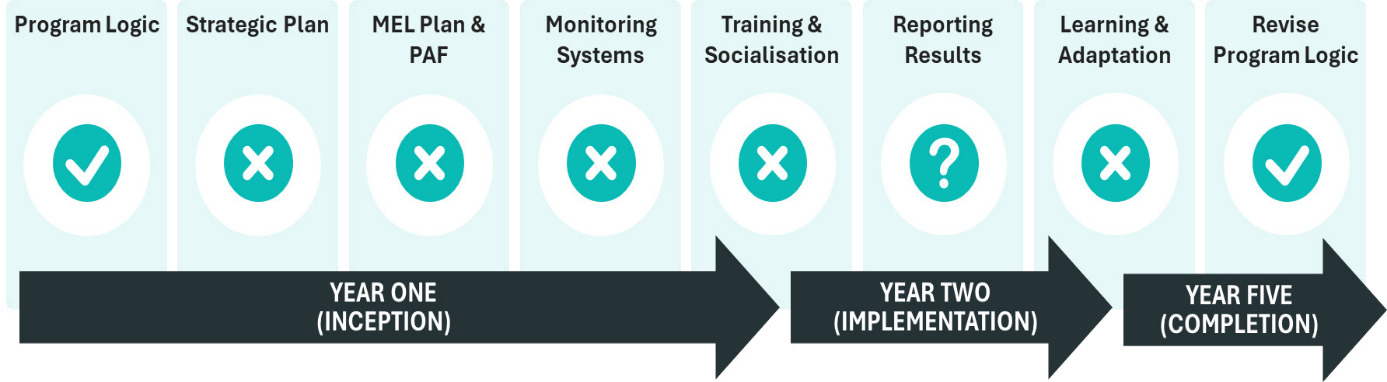 Program Logic
Strategic Plan
MEL Plan &
PAF
Monitoring
Systems
Training &
Socialisation
Reporting
Results
Learning &
Adaptation
Revise
Program Logic
?
YEAR ONE
(INCEPTION)
YEAR TWO
(IMPLEMENTATION)
YEAR FIVE
(COMPLETION)